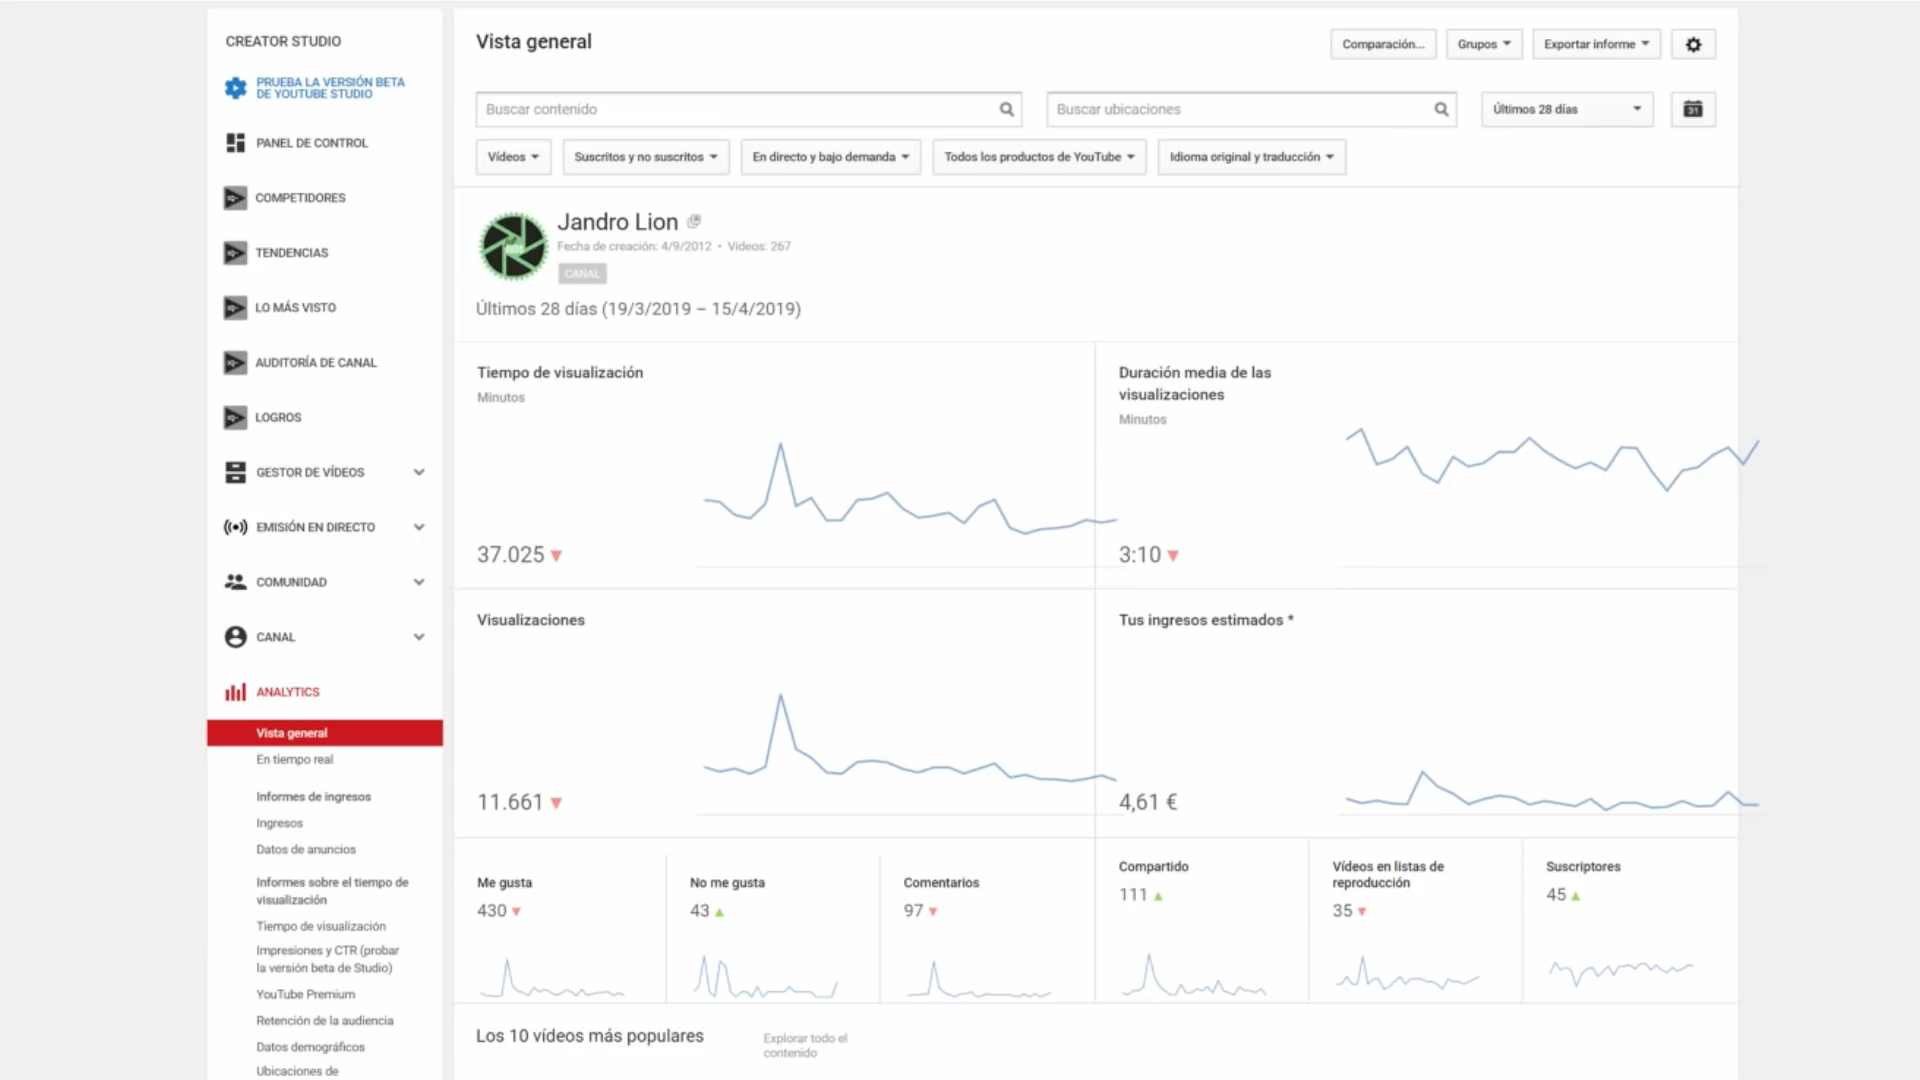 CREATOR STUDIO
PRUEBA LA VERSIÓN BETA
DE YOUTUBE STUDIO
PANEL DE CONTROL
COMPETIDORES
TENDENCIAS
LO MÁS VISTO
AUDITORÍA DE CANAL
LOGROS
GESTOR DE VÍDEOS
EMISIÓN EN DIRECTO
COMUNIDAD
CANAL
ANALYTICS
Vista general
En tiempo real
Informes de ingresos
Ingresos
Datos de anuncios
Informes sobre el tiempo de
visualización
Tiempo de visualización
Impresiones y CTR (probar
la versión beta de Studio)
YouTube Premium
Retención de la audiencia
Datos demográficos
Ubicaciones de
Vista general
Comparación...
Grupos
Exportar informe
Buscar contenido
Buscar ubicaciones
Últimos 28 días
31
Vídeos
Suscritos y no suscritos
En directo y bajo demanda
Todos los productos de YouTube
Idioma original y traducción
Jandro Lion
Fecha de creación: 4/9/2012 • Vídeos: 267
CANAL
Últimos 28 días (19/3/2019 – 15/4/2019)
Tiempo de visualización
Minutos
37.025
Duración media de las
visualizaciones
Minutos
3:10
Visualizaciones
11.661
Tus ingresos estimados *
4,61 €
Me gusta
430
No me gusta
43
Comentarios
97
Compartido
111
Vídeos en listas de
reproducción
35
Suscriptores
45
Los 10 vídeos más populares
Explorar todo el
contenido